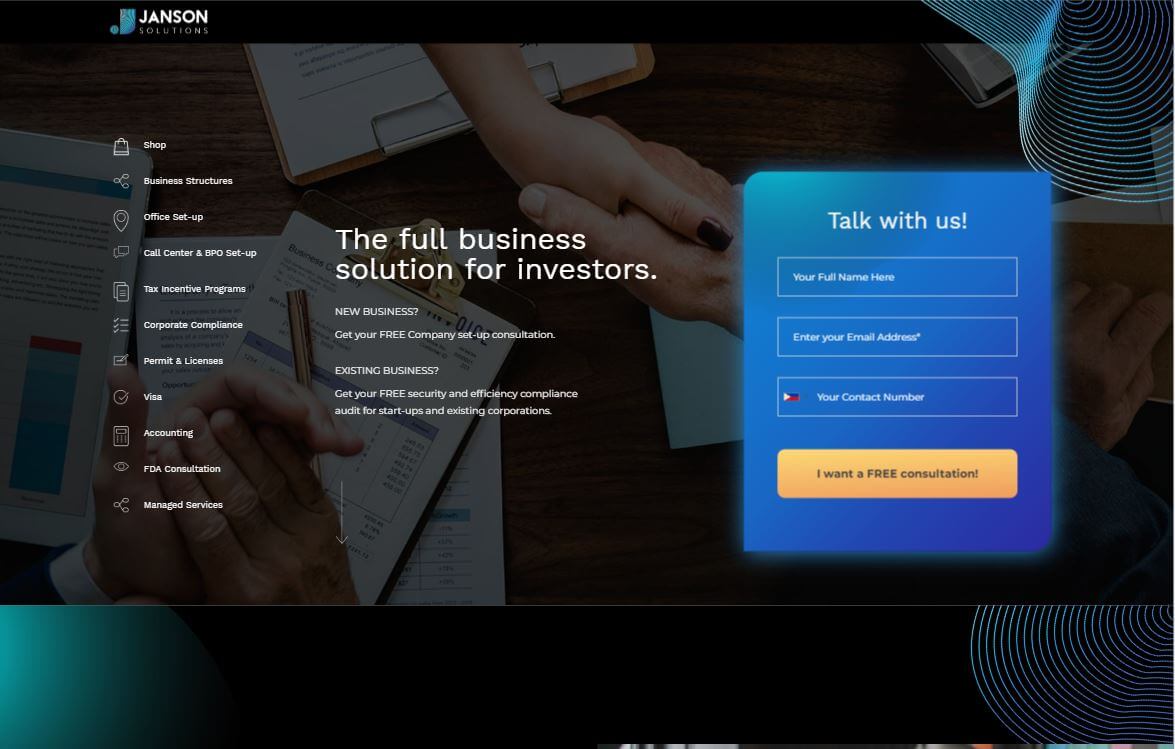 JANSON
SOLUTIONS
Shop
Business Structures
Office Set-up
Call Center & BPO Set-up
Tax Incentive Programs
Corporate Compliance
Permit & Licenses
Visa
Accounting
FDA Consultation
Managed Services
The full business
solution for investors.
NEW BUSINESS?
Get your FREE Company set-up consultation.
EXISTING BUSINESS?
Get your FREE security and efficiency compliance
audit for start-ups and existing corporations.
Talk with us!
Your Full Name Here
Enter your Email Address*
Your Contact Number
I want a FREE consultation!
Business Co
INVOIC